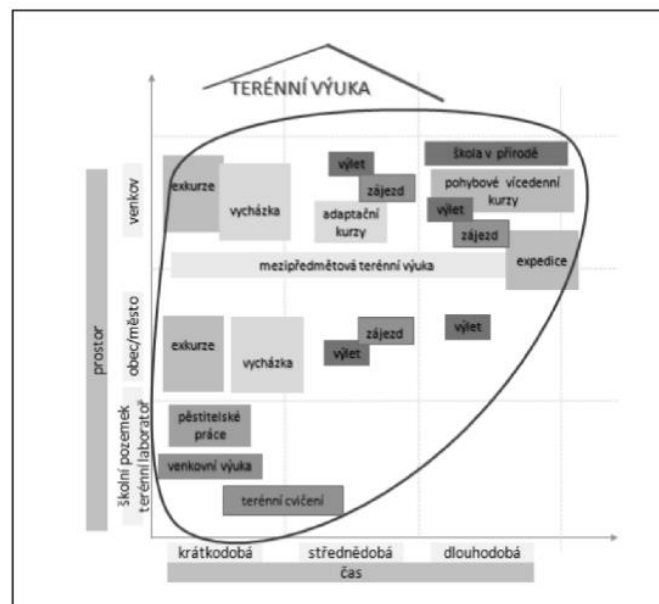 TERÉNNÍ VÝUKA
prostor
venkov
obec/město
školní pozemek
terénní laboratoř
exkurze
vycházka
výlet
zájezd
adaptační
kurzy
škola v přírodě
pohybové vícedenní
kurzy
výlet
zájezd
expedice
mezipředmětová terénní výuka
exkurze
vycházka
zájezd
výlet
výlet
pěstitelské
práce
venkovní výuka
terénní cvičení
krátkodobá
střednědobá
dlouhodobá
čas